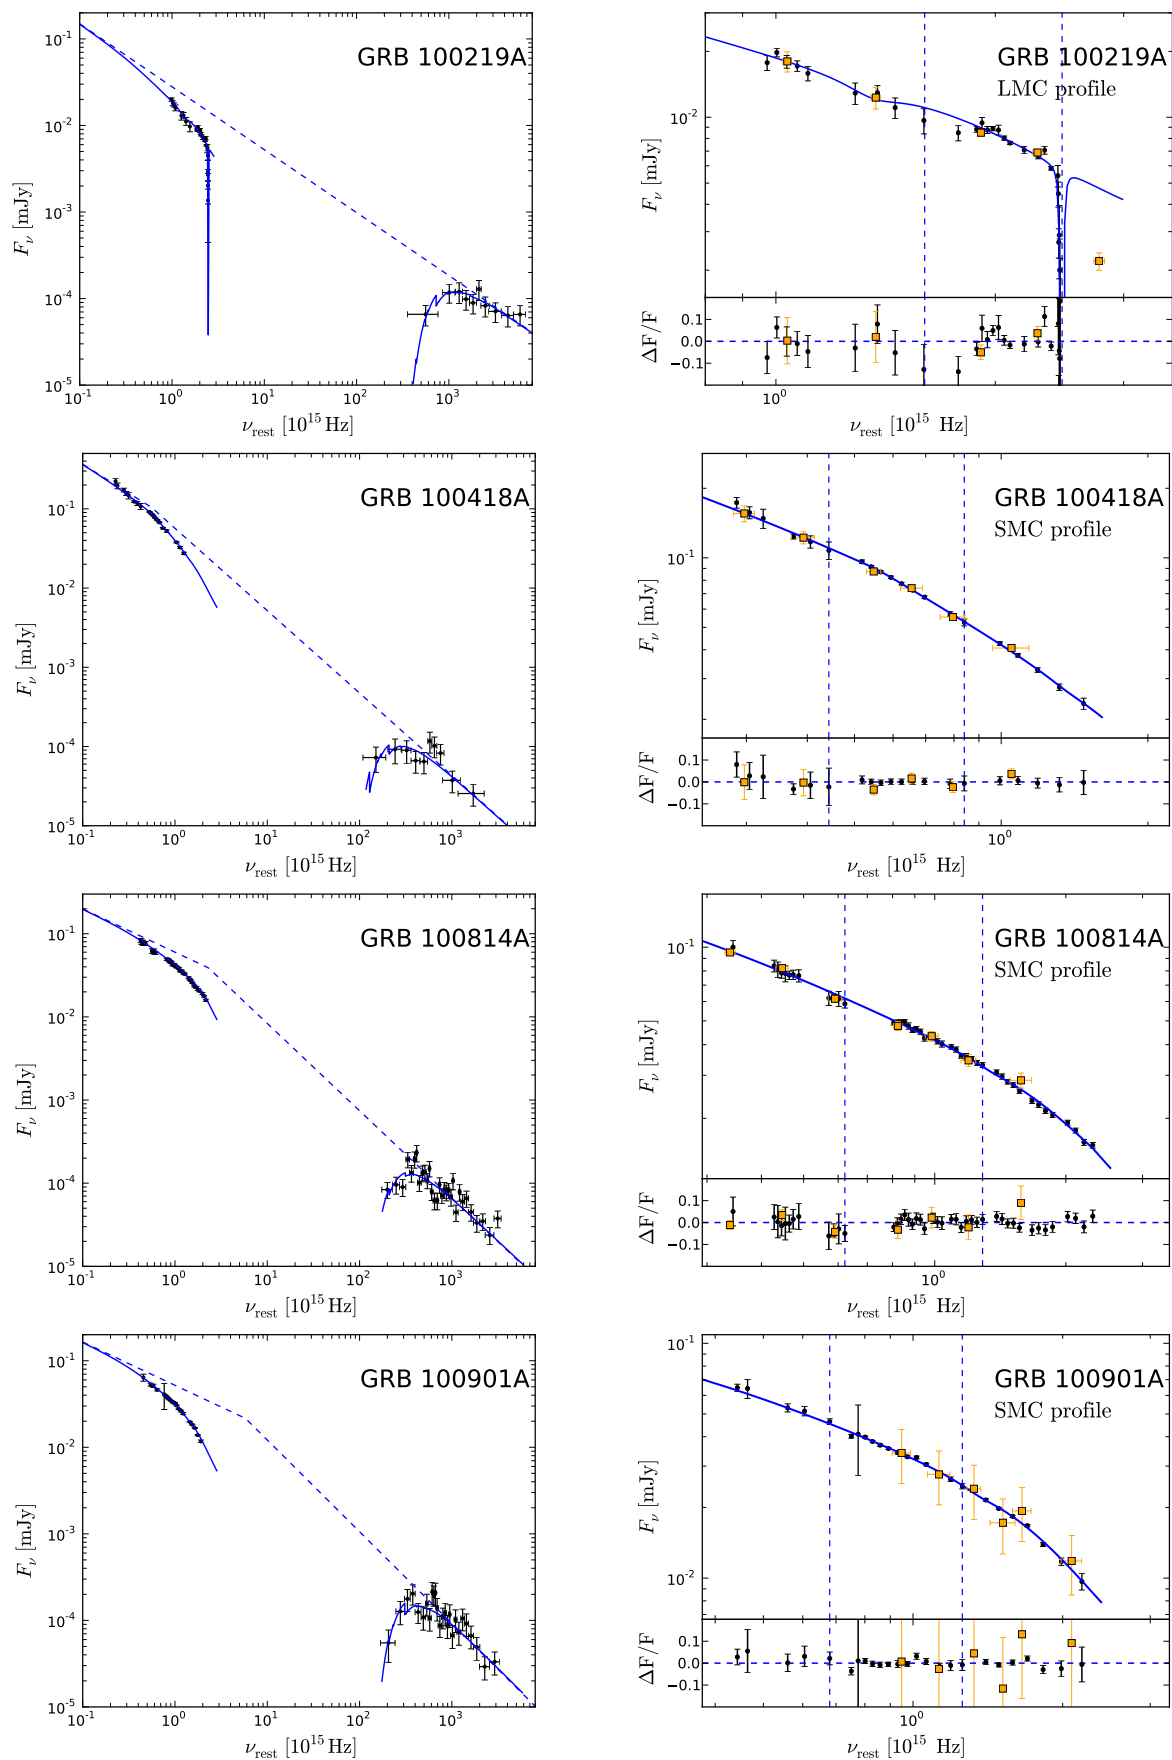 GRB 100219A
F_ν [mJy]
10^-1
10^-2
10^-3
10^-4
10^-5
10^-1 10^0 10^1 10^2 10^3
ν_rest [10^15 Hz]
GRB 100219A
LMC profile
F_ν [mJy]
10^-2
ΔF/F
0.1
0.0
−0.1
10^0
ν_rest [10^15 Hz]
GRB 100418A
F_ν [mJy]
10^-1
10^-2
10^-3
10^-4
10^-5
10^-1 10^0 10^1 10^2 10^3
ν_rest [10^15 Hz]
GRB 100418A
SMC profile
F_ν [mJy]
10^-1
ΔF/F
0.1
0.0
−0.1
10^0
ν_rest [10^15 Hz]
GRB 100814A
F_ν [mJy]
10^-1
10^-2
10^-3
10^-4
10^-5
10^-1 10^0 10^1 10^2 10^3
ν_rest [10^15 Hz]
GRB 100814A
SMC profile
F_ν [mJy]
10^-1
ΔF/F
0.1
0.0
−0.1
10^0
ν_rest [10^15 Hz]
GRB 100901A
F_ν [mJy]
10^-1
10^-2
10^-3
10^-4
10^-5
10^-1 10^0 10^1 10^2 10^3
ν_rest [10^15 Hz]
GRB 100901A
SMC profile
F_ν [mJy]
10^-1
10^-2
ΔF/F
0.1
0.0
−0.1
10^0
ν_rest [10^15 Hz]